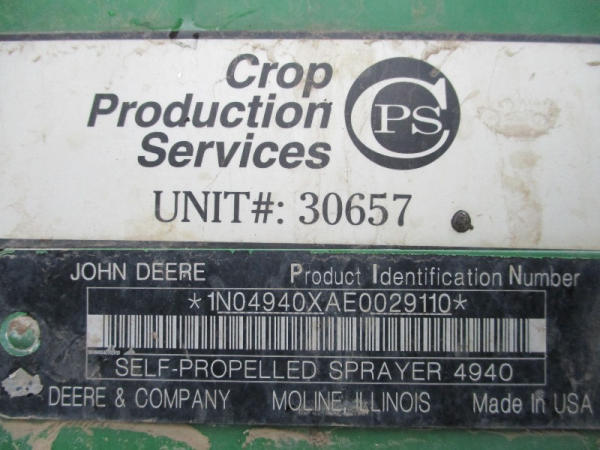 Crop
Production
Services
CPS
UNIT#: 30657
JOHN DEERE Product Identification Number
*1N04940XAE0029110*
SELF-PROPELLED SPRAYER 4940
DEERE & COMPANY MOLINE, ILLINOIS Made In USA